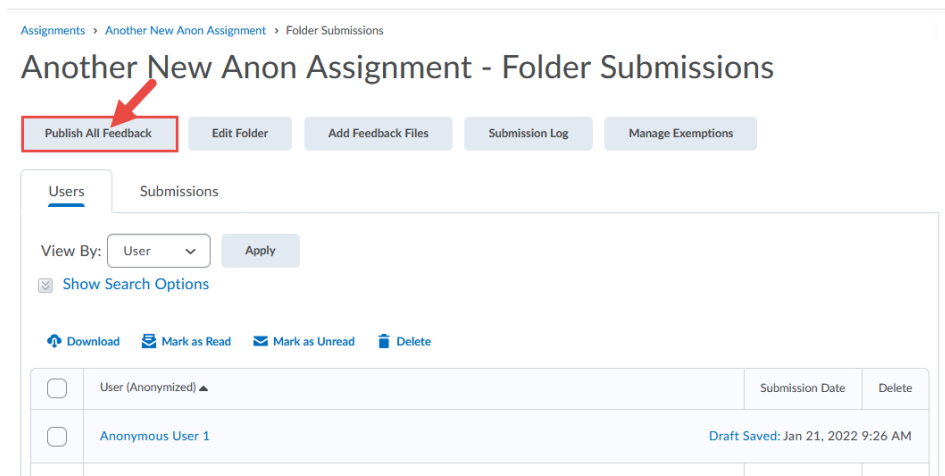 Assignments › Another New Anon Assignment › Folder Submissions
Another New Anon Assignment - Folder Submissions
Publish All Feedback Edit Folder Add Feedback Files Submission Log Manage Exemptions
Users Submissions
View By: User Apply
Show Search Options
Download Mark as Read Mark as Unread Delete
User (Anonymized) Submission Date Delete
Anonymous User 1 Draft Saved: Jan 21, 2022 9:26 AM